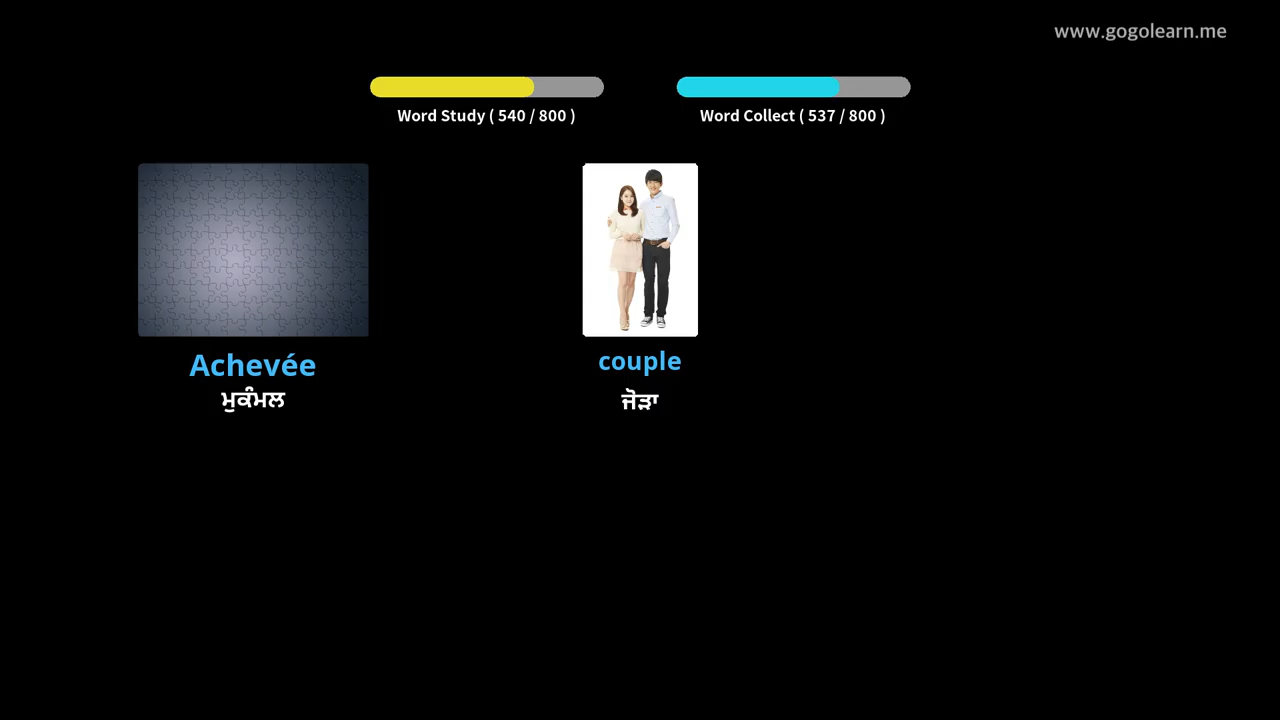 www.gogolearn.me
Word Study ( 540 / 800 )
Word Collect ( 537 / 800 )
Achevée
ਮੁਕੰਮਲ
couple
ਜੋੜਾ